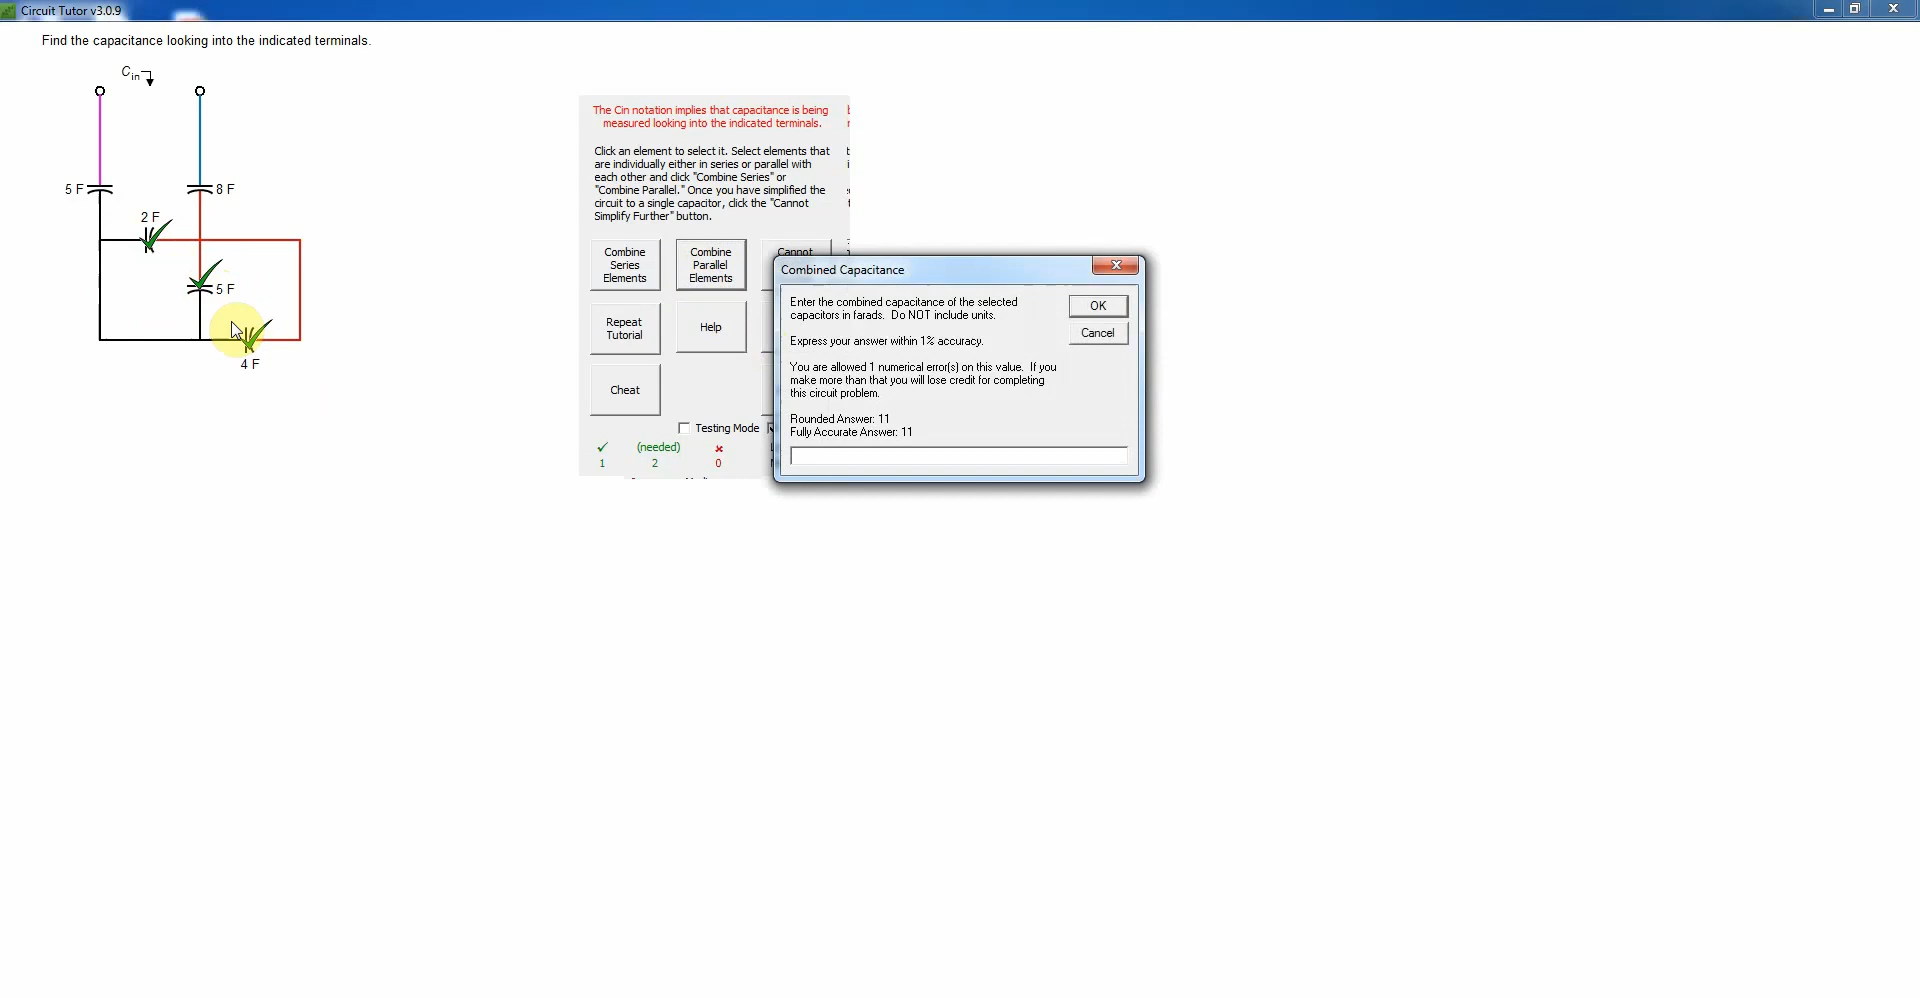 Circuit Tutor v3.0.9
Find the capacitance looking into the indicated terminals.
Cin
5 F
8 F
2 F
5 F
4 F
The Cin notation implies that capacitance is being
measured looking into the indicated terminals.
Click an element to select it. Select elements that
are individually either in series or parallel with
each other and click "Combine Series" or
"Combine Parallel." Once you have simplified the
circuit to a single capacitor, click the "Cannot
Simplify Further" button.
Combine
Series
Elements
Combine
Parallel
Elements
Cannot
Repeat
Tutorial
Help
Cheat
Testing Mode
(needed)
1
2
0
Combined Capacitance
Enter the combined capacitance of the selected
capacitors in farads. Do NOT include units.
Express your answer within 1% accuracy.
You are allowed 1 numerical error(s) on this value. If you
make more than that you will lose credit for completing
this circuit problem.
Rounded Answer: 11
Fully Accurate Answer: 11
OK
Cancel